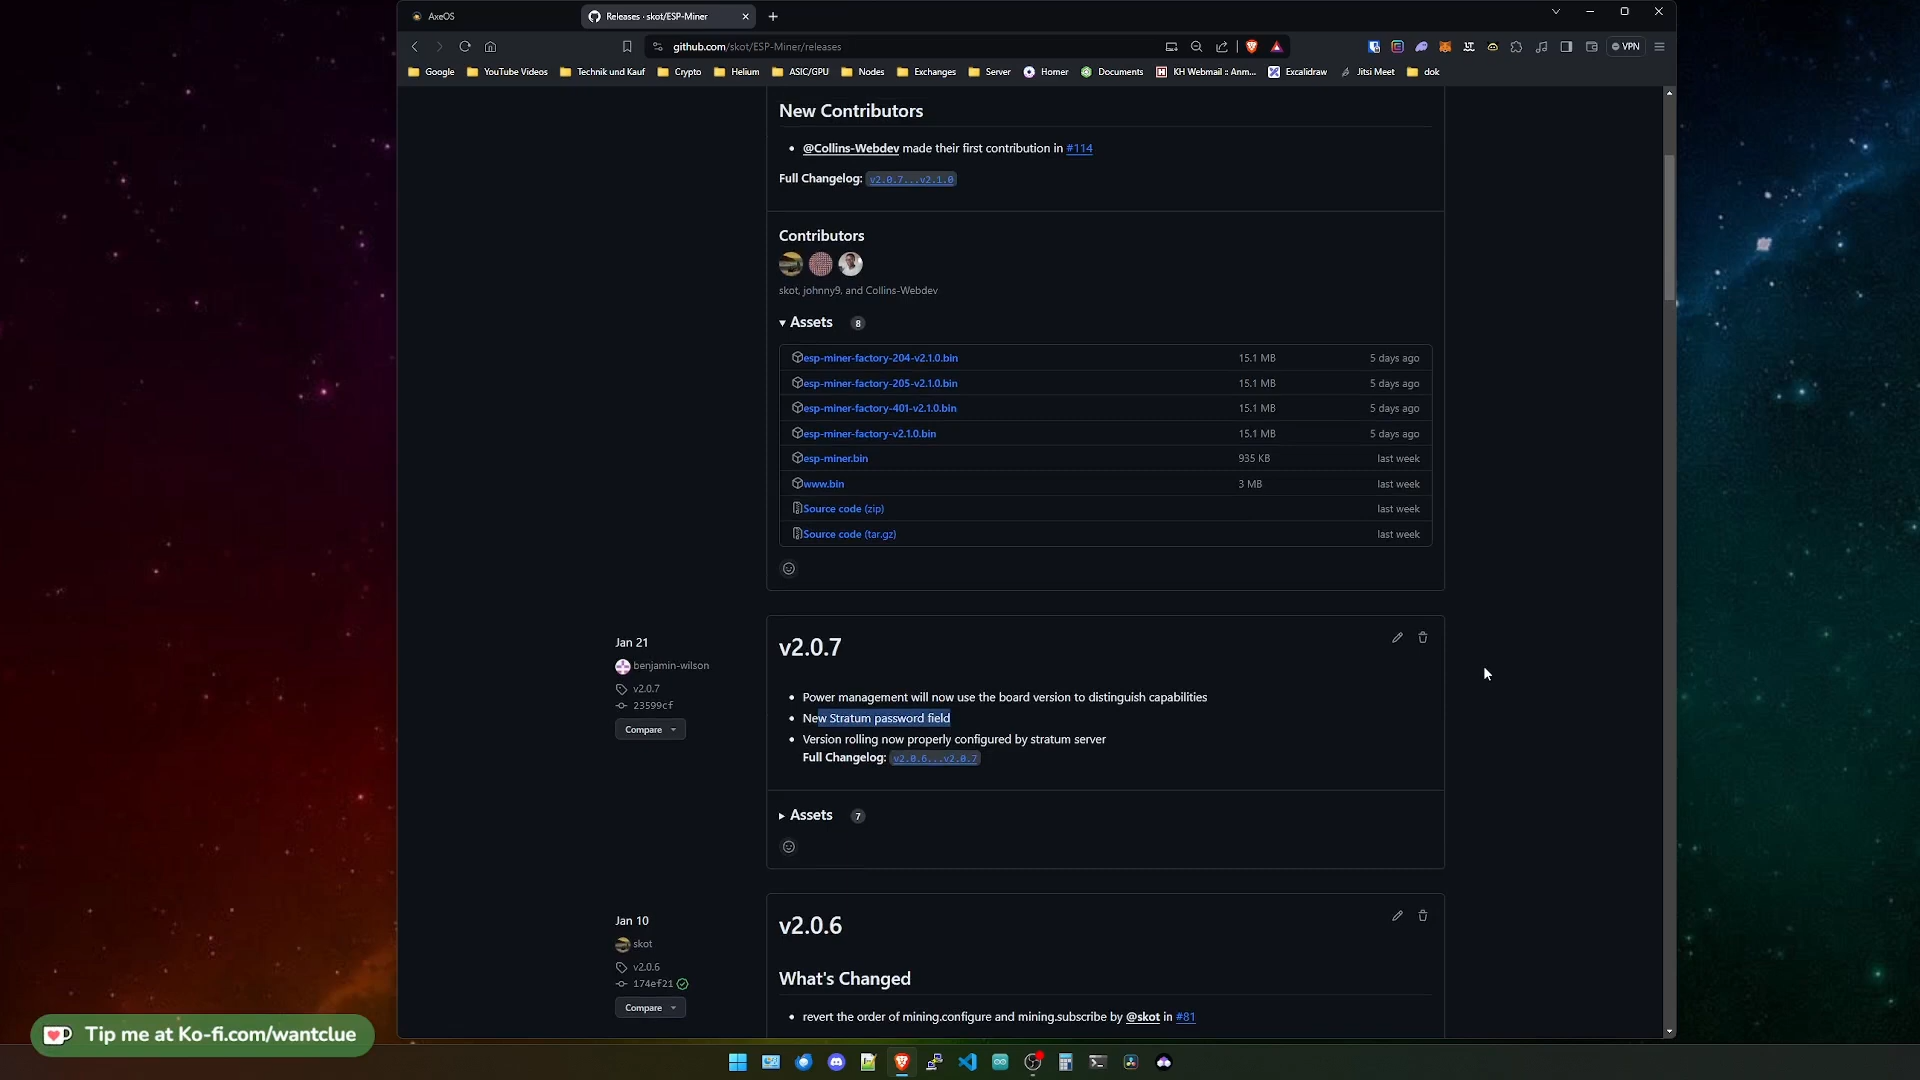 AxeOS
Releases · skot/ESP-Miner
github.com/skot/ESP-Miner/releases
VPN
Google
YouTube Videos
Technik und Kauf
Crypto
Helium
ASIC/GPU
Nodes
Exchanges
Server
Homer
Documents
KH Webmail :: Anm...
Excalidraw
Jitsi Meet
dok
New Contributors
• @Collins-Webdev made their first contribution in #114
Full Changelog: v2.0.7...v2.1.0
Contributors
skot, johnny9, and Collins-Webdev
Assets 8
esp-miner-factory-204-v2.1.0.bin 15.1 MB 5 days ago
esp-miner-factory-205-v2.1.0.bin 15.1 MB 5 days ago
esp-miner-factory-401-v2.1.0.bin 15.1 MB 5 days ago
esp-miner-factory-v2.1.0.bin 15.1 MB 5 days ago
esp-miner.bin 935 KB last week
www.bin 3 MB last week
Source code (zip) last week
Source code (tar.gz) last week
Jan 21
benjamin-wilson
v2.0.7
23599cf
Compare
v2.0.7
• Power management will now use the board version to distinguish capabilities
• New Stratum password field
• Version rolling now properly configured by stratum server
Full Changelog: v2.0.6...v2.0.7
Assets 7
Jan 10
skot
v2.0.6
174ef21
Compare
v2.0.6
What's Changed
• revert the order of mining.configure and mining.subscribe by @skot in #81
Tip me at Ko-fi.com/wantclue